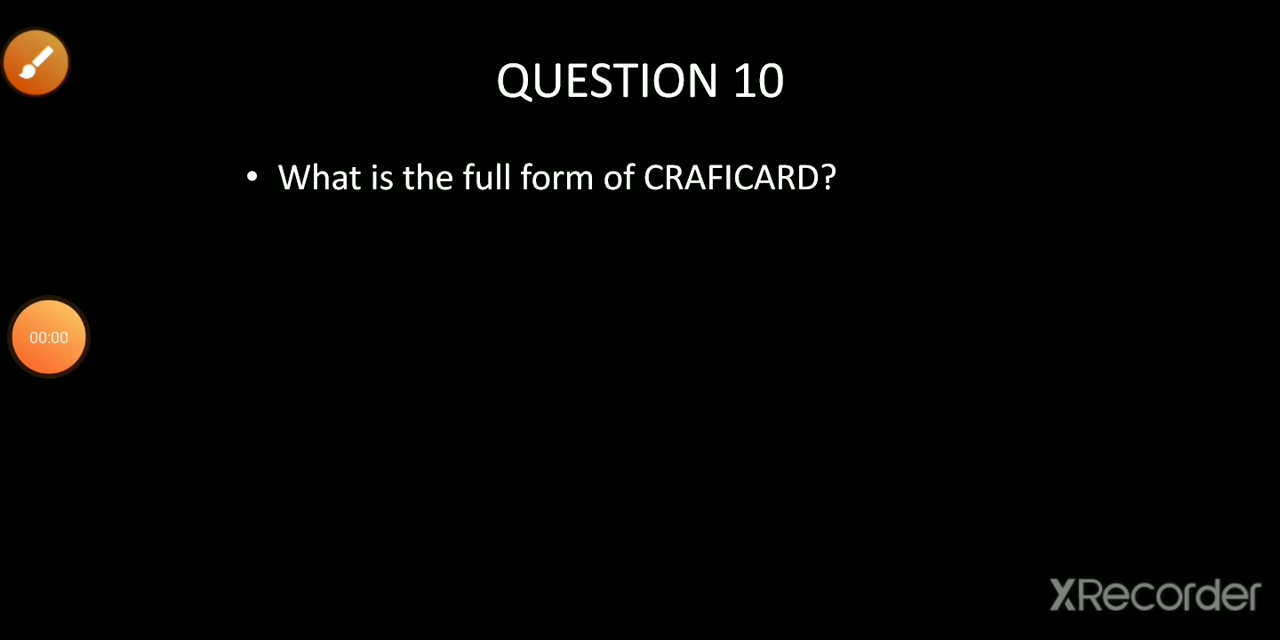 QUESTION 10
• What is the full form of CRAFICARD?
00:00
XRecorder